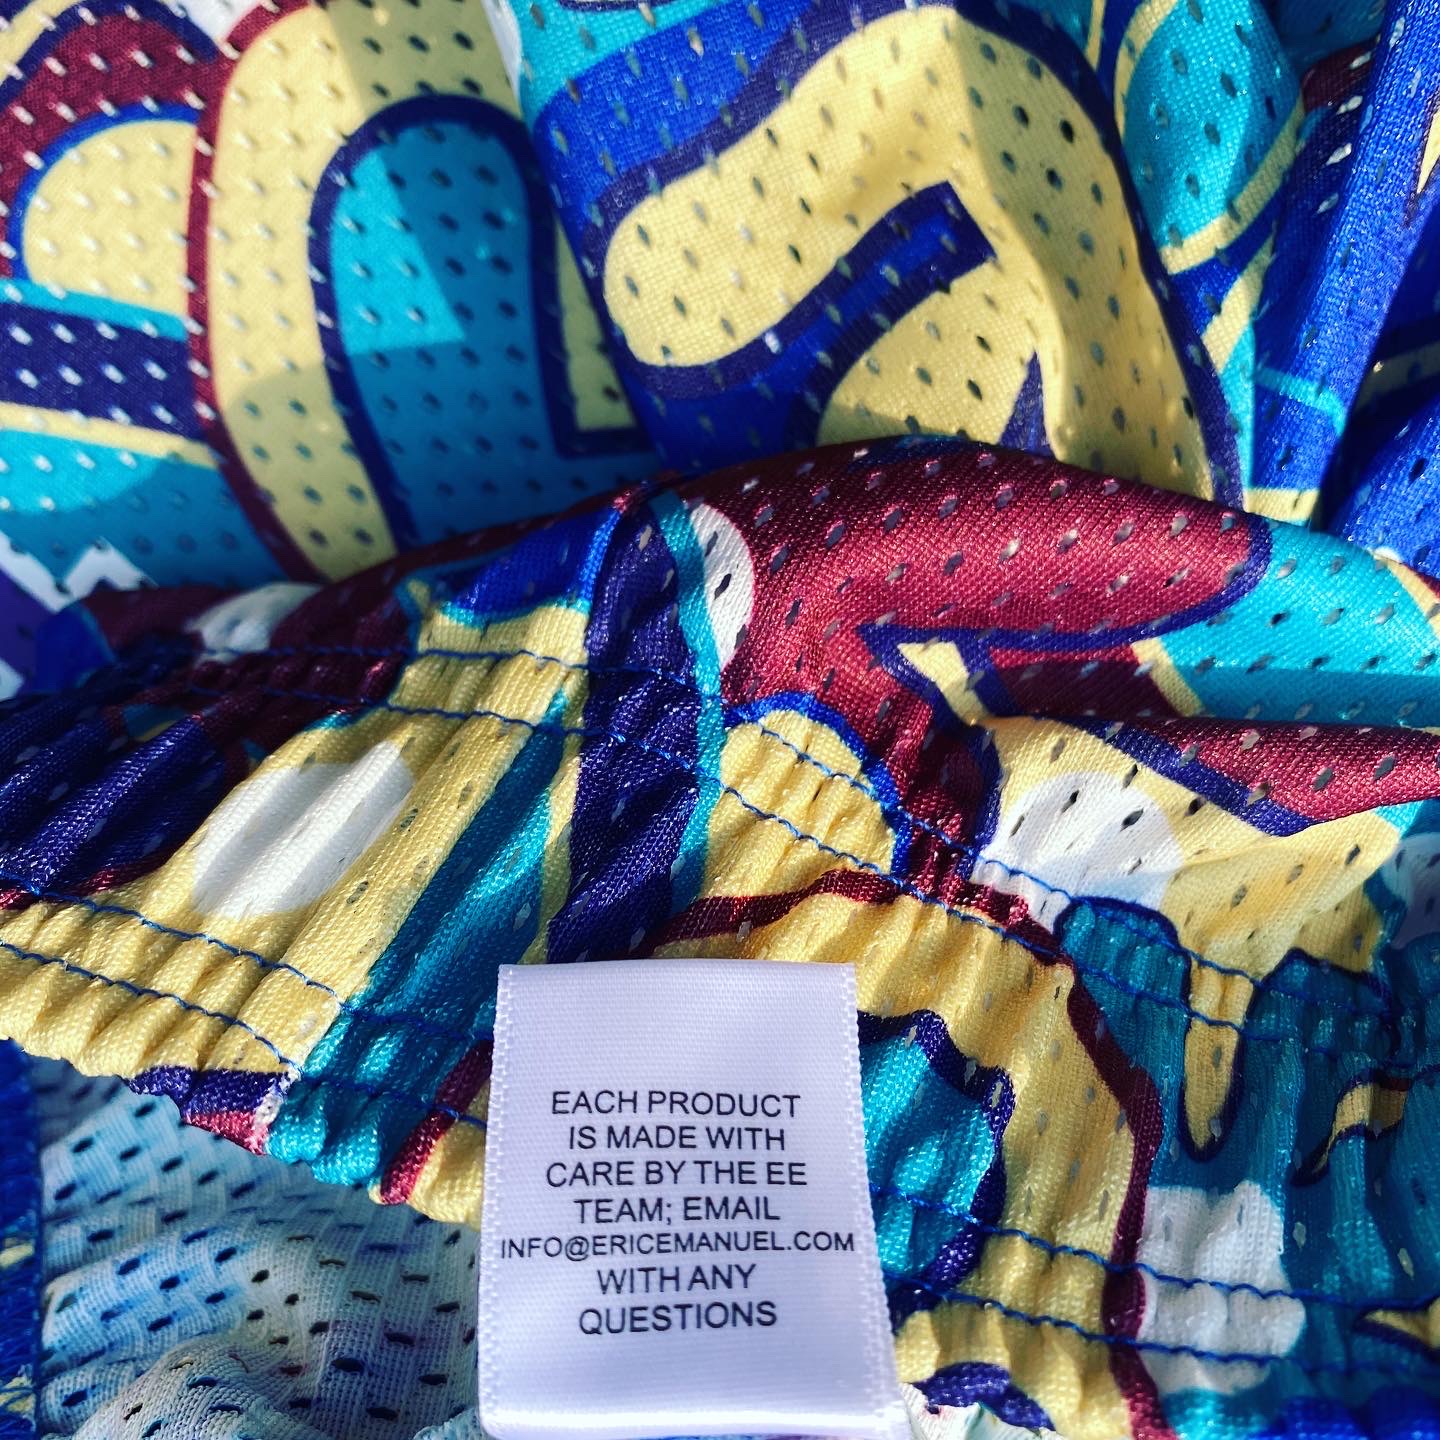 EACH PRODUCT
IS MADE WITH
CARE BY THE EE
TEAM; EMAIL
INFO@ERICEMANUEL.COM
WITH ANY
QUESTIONS